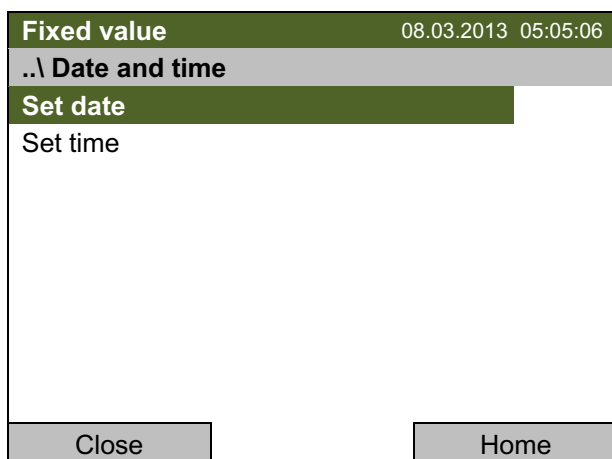 Fixed value 08.03.2013 05:05:06
..\ Date and time
Set date
Set time
Close Home